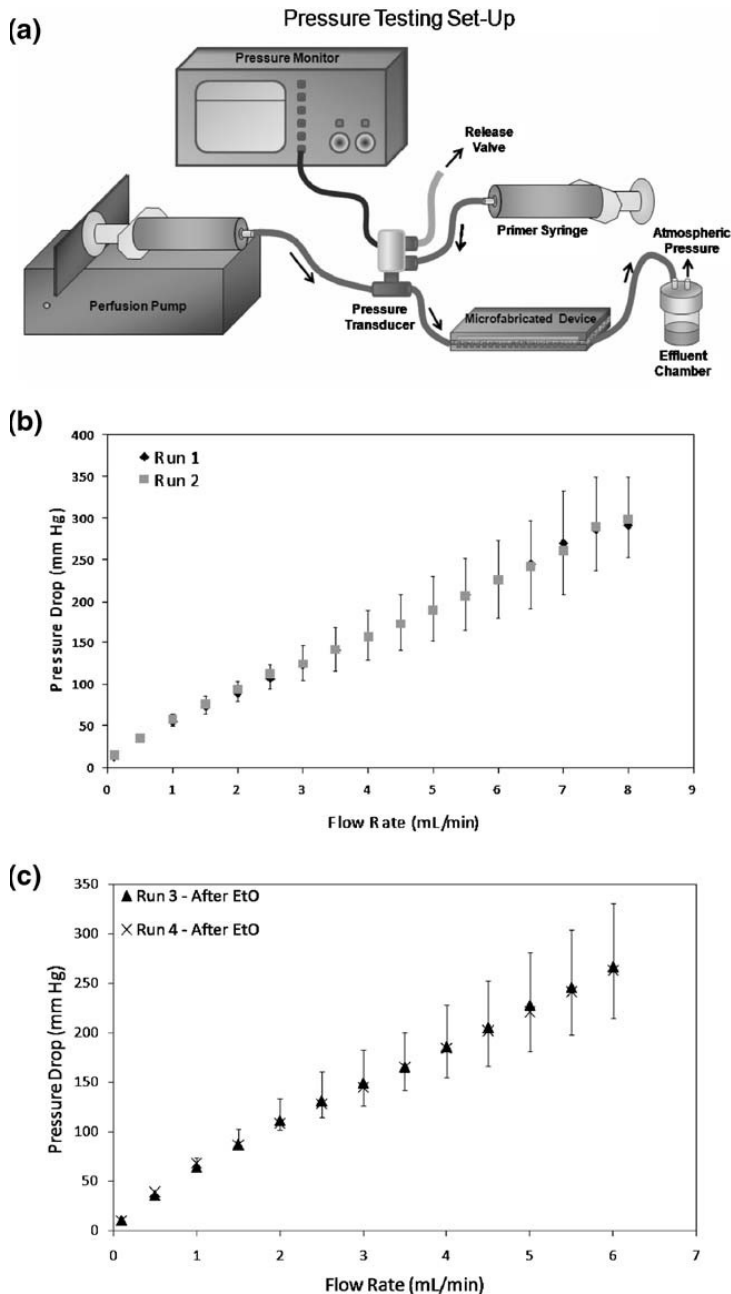 (a)
Pressure Testing Set-Up
Pressure Monitor
Release
Valve
Primer Syringe
Atmospheric
Pressure
Perfusion Pump
Pressure
Transducer
Microfabricated Device
Effluent
Chamber
(b)
400
350
300
250
200
150
100
50
0
Pressure Drop (mm Hg)
Run 1
Run 2
0 1 2 3 4 5 6 7 8 9
Flow Rate (mL/min)
(c)
350
300
250
200
150
100
50
0
Pressure Drop (mm Hg)
Run 3 - After EtO
Run 4 - After EtO
0 1 2 3 4 5 6 7
Flow Rate (mL/min)